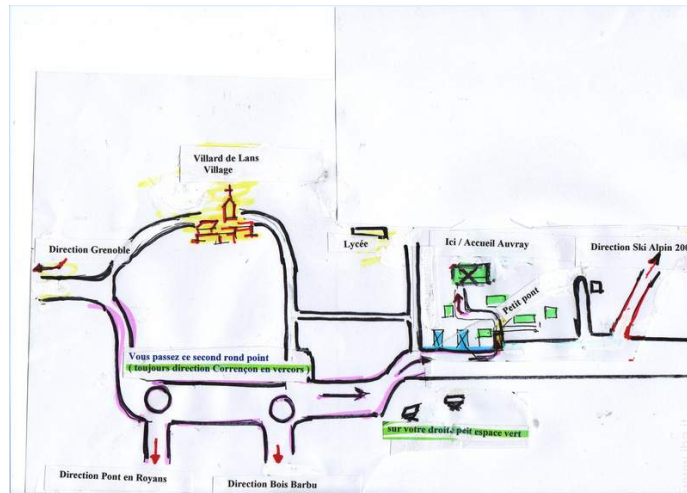 Villard de Lans
Village
Direction Grenoble
Lycée
Ici / Accueil Auvray
Direction Ski Alpin 200
Petit pont
Vous passez ce second rond point
( toujours direction Corrençon en vercors )
sur votre droite petit espace vert
Direction Pont en Royans
Direction Bois Barbu